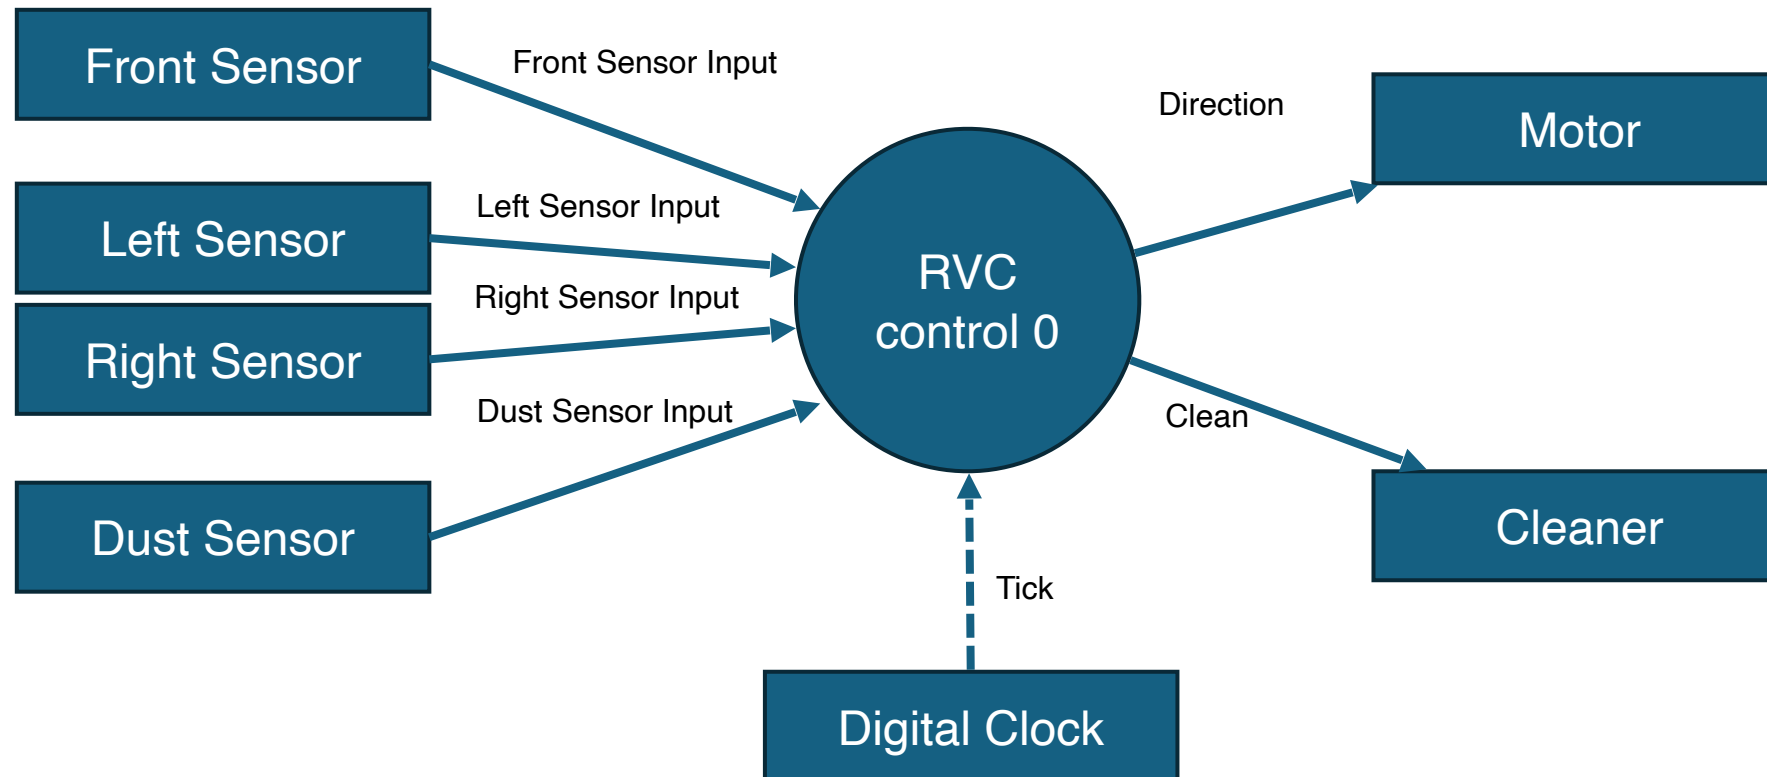 Front Sensor
Front Sensor Input
Direction
Motor
Left Sensor
Left Sensor Input
RVC
control 0
Right Sensor Input
Right Sensor
Dust Sensor Input
Clean
Dust Sensor
Cleaner
Tick
Digital Clock